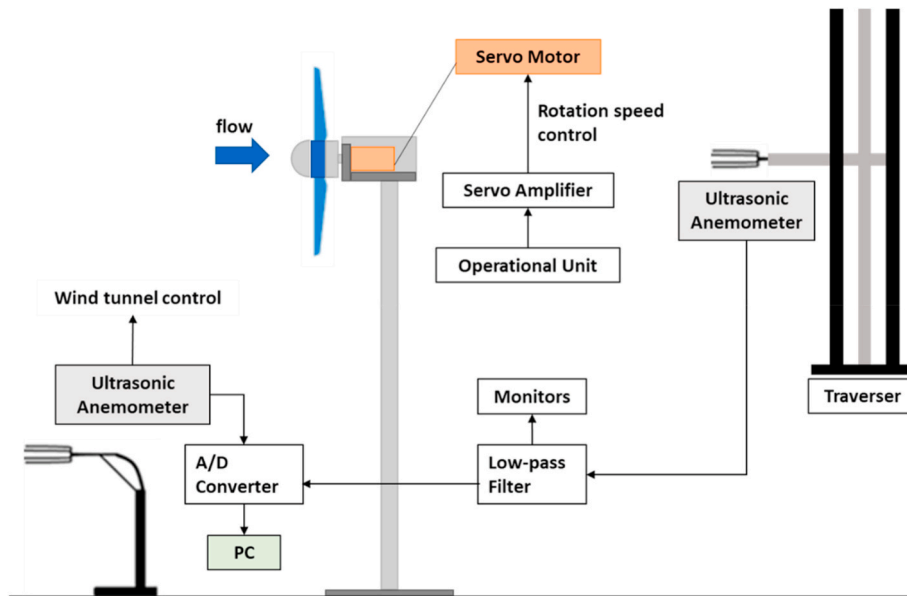 Servo Motor
flow
Rotation speed
control
Servo Amplifier
Ultrasonic
Anemometer
Operational Unit
Wind tunnel control
Ultrasonic
Anemometer
Monitors
Traverser
A/D
Converter
Low-pass
Filter
PC